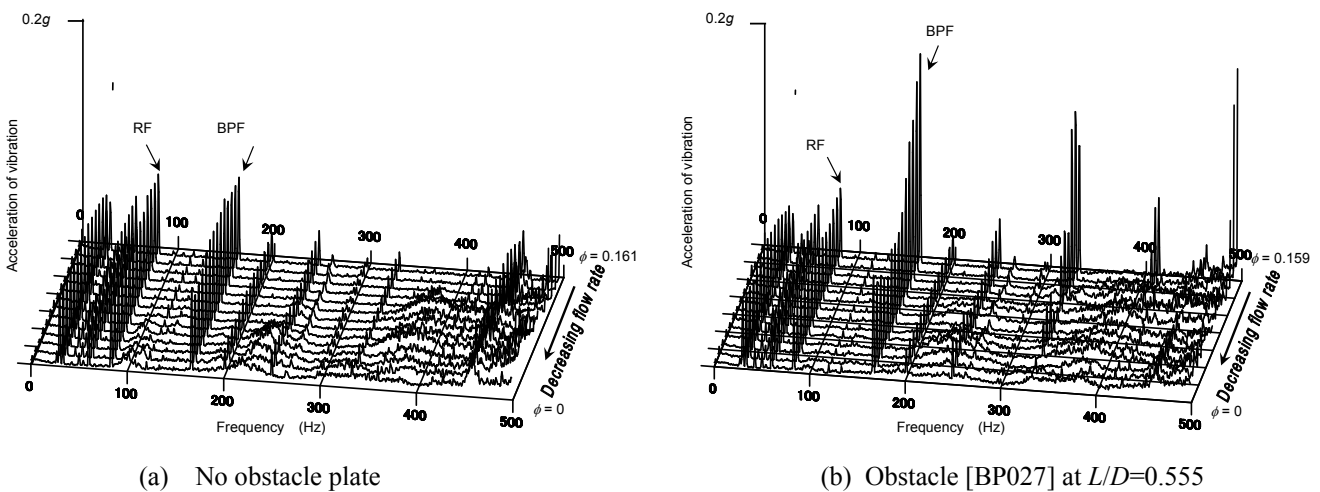 0.2g
Acceleration of vibration
RF
BPF
0
100
200
300
400
500
ϕ = 0.161
Decreasing flow rate
ϕ = 0
0
100
200
300
400
500
Frequency (Hz)
(a) No obstacle plate
0.2g
Acceleration of vibration
RF
BPF
0
100
200
300
400
500
ϕ = 0.159
Decreasing flow rate
ϕ = 0
0
100
200
300
400
500
Frequency (Hz)
(b) Obstacle [BP027] at L/D=0.555